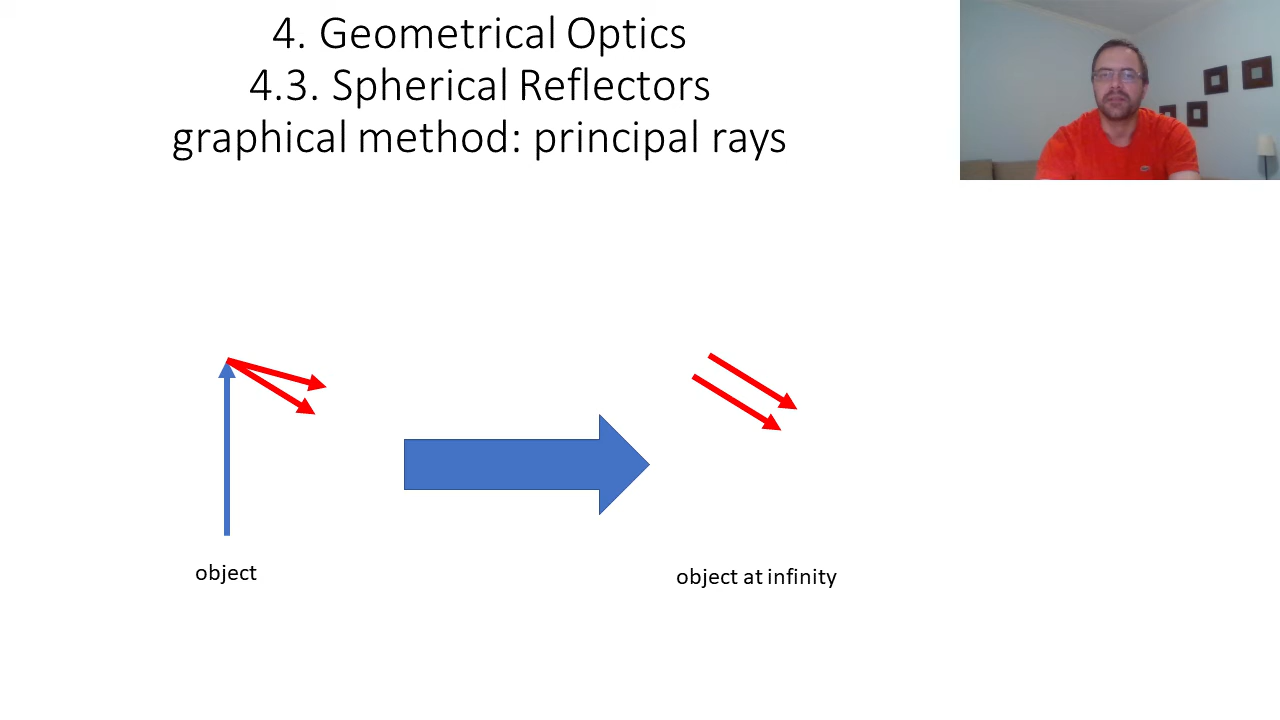 4. Geometrical Optics
4.3. Spherical Reflectors
graphical method: principal rays
object
object at infinity